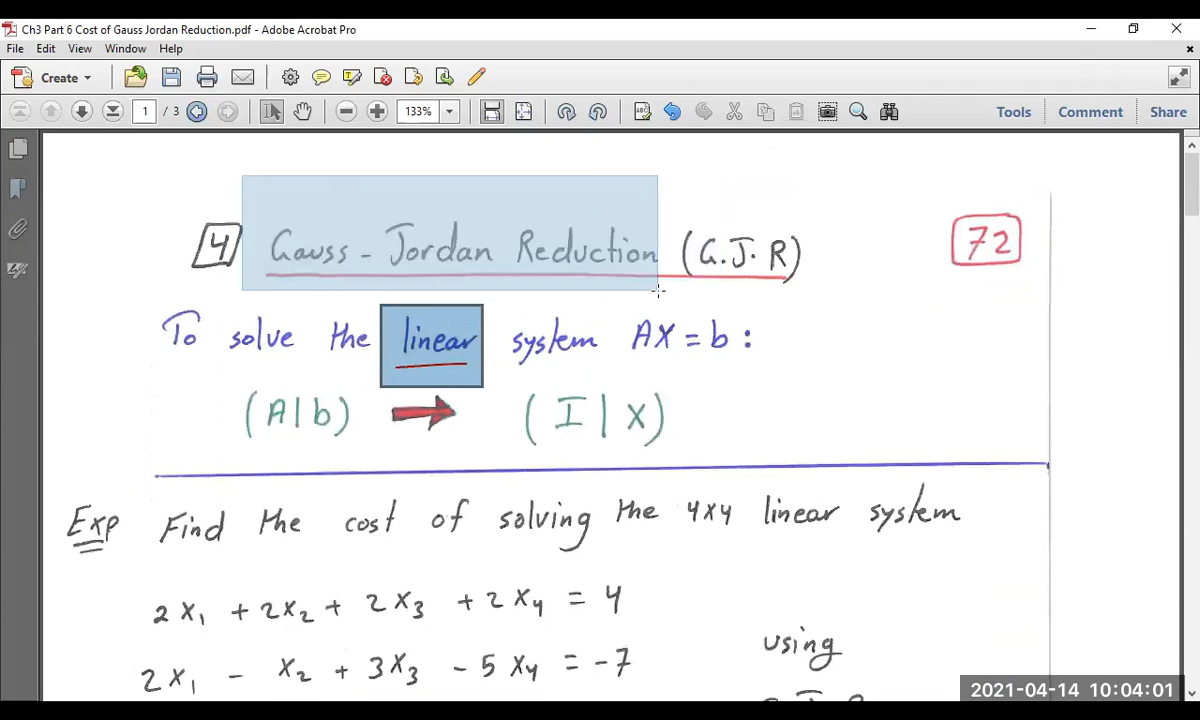 Ch3 Part 6 Cost of Gauss Jordan Reduction.pdf - Adobe Acrobat Pro
File Edit View Window Help
Create
1 / 3 133% Tools Comment Share
4 Gauss - Jordan Reduction (G.J.R) 72
To solve the linear system AX = b :
(A|b) (I|X)
Exp Find the cost of solving the 4x4 linear system
2x1 + 2x2 + 2x3 + 2x4 = 4
using
2x1 - x2 + 3x3 - 5x4 = -7
2021-04-14 10:04:01